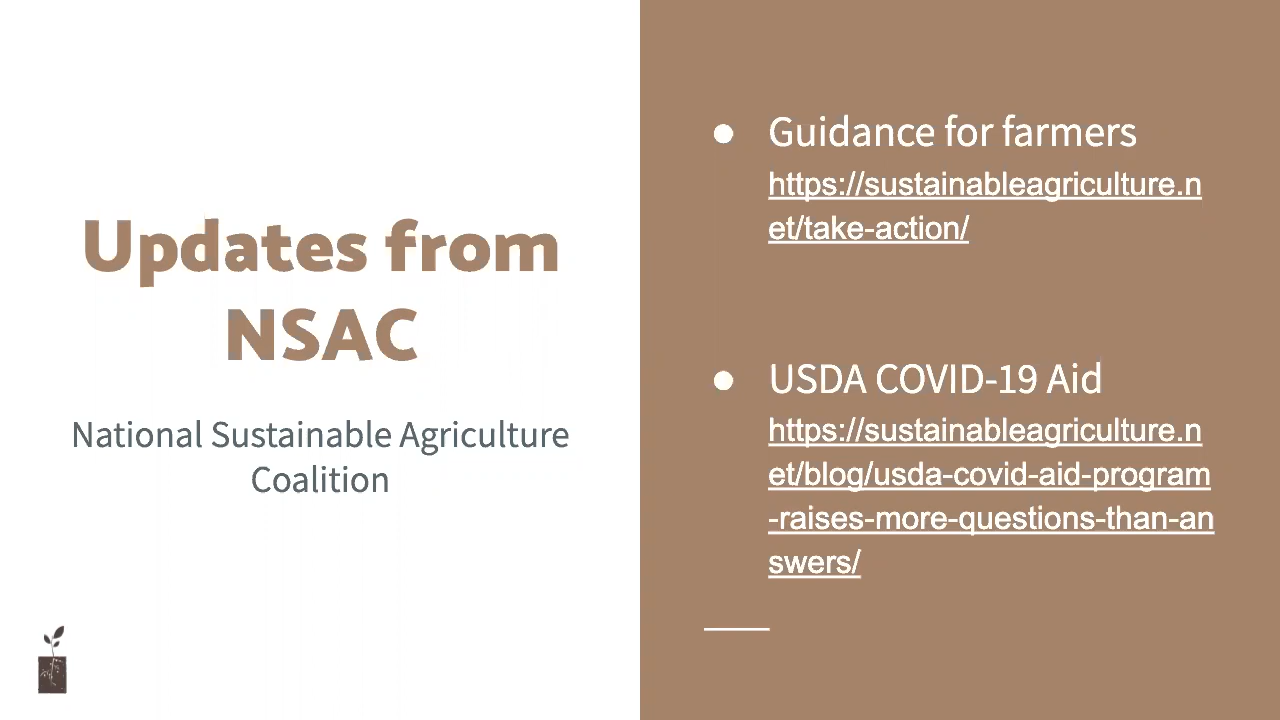 Updates from
NSAC
National Sustainable Agriculture
Coalition
● Guidance for farmers
https://sustainableagriculture.n
et/take-action/
● USDA COVID-19 Aid
https://sustainableagriculture.n
et/blog/usda-covid-aid-program
-raises-more-questions-than-an
swers/